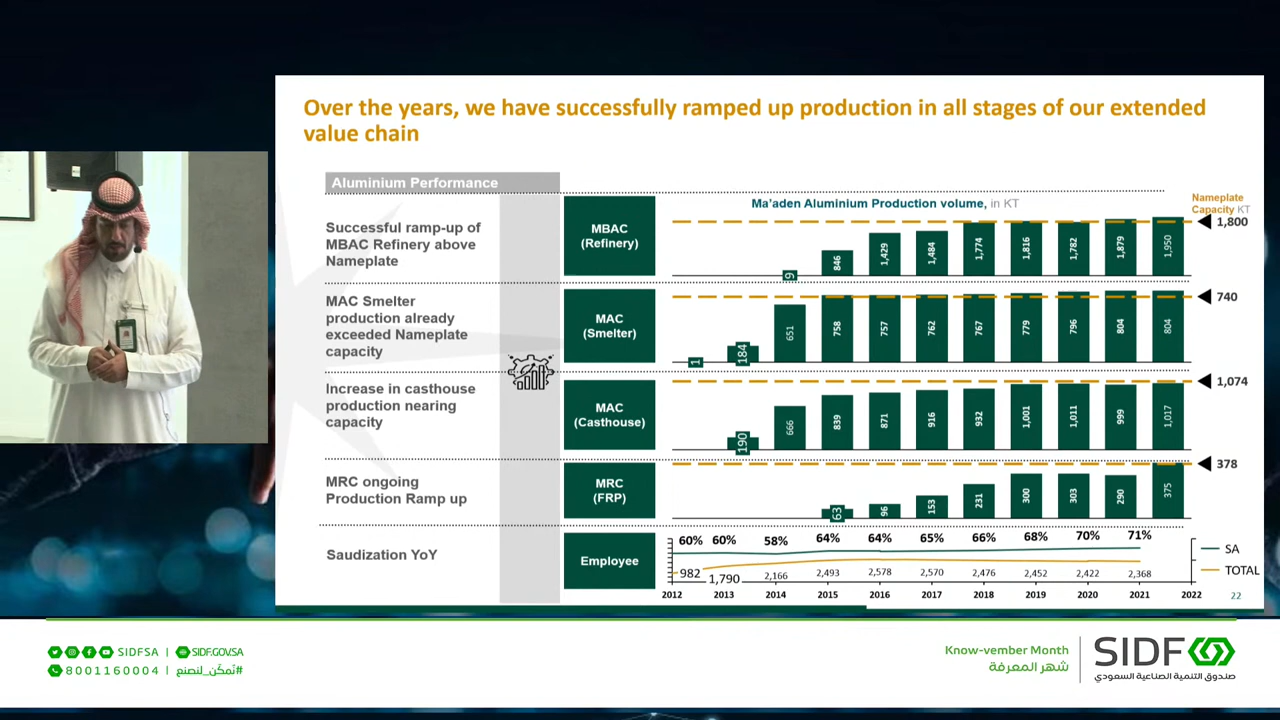 Over the years, we have successfully ramped up production in all stages of our extended
value chain
Aluminium Performance
Ma'aden Aluminium Production volume, in KT
Nameplate
Capacity KT
Successful ramp-up of
MBAC Refinery above
Nameplate
MBAC
(Refinery)
9 846 1,429 1,484 1,774 1,816 1,782 1,879 1,950
1,800
MAC Smelter
production already
exceeded Nameplate
capacity
MAC
(Smelter)
1 184 651 758 757 762 767 779 796 804 804
740
Increase in casthouse
production nearing
capacity
MAC
(Casthouse)
190 666 839 871 916 932 1,001 1,011 999 1,017
1,074
MRC ongoing
Production Ramp up
MRC
(FRP)
63 96 153 231 300 303 290 375
378
Saudization YoY
Employee
60% 60% 58% 64% 64% 65% 66% 68% 70% 71%
982 1,790 2,166 2,493 2,578 2,570 2,476 2,452 2,422 2,368
SA
TOTAL
2012 2013 2014 2015 2016 2017 2018 2019 2020 2021 2022
22
SIDFSA | SIDF.GOV.SA
8001160004 | #نُمكّن_لنصنع
Know-vember Month
شهر المعرفة
SIDF
صندوق التنمية الصناعية السعودي